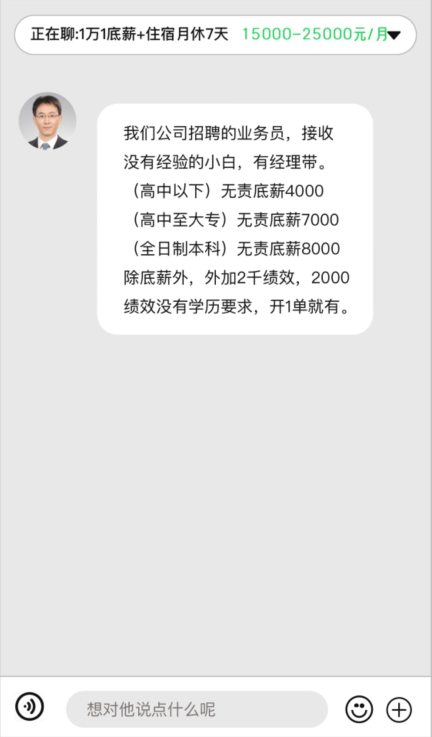 正在聊:1万1底薪+住宿月休7天 15000-25000元/月
我们公司招聘的业务员，接收
没有经验的小白，有经理带。
（高中以下）无责底薪4000
（高中至大专）无责底薪7000
（全日制本科）无责底薪8000
除底薪外，外加2千绩效，2000
绩效没有学历要求，开1单就有。
想对他说点什么呢